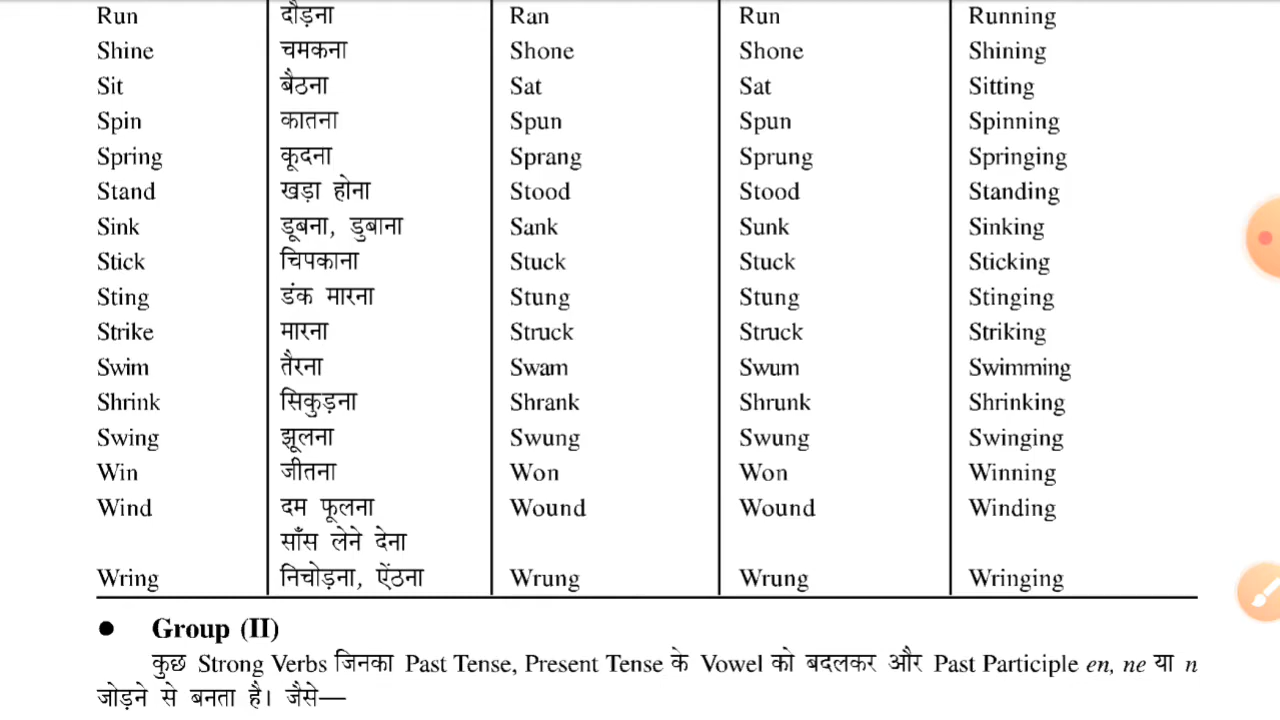 Run दौड़ना Ran Run Running
Shine चमकना Shone Shone Shining
Sit बैठना Sat Sat Sitting
Spin कातना Spun Spun Spinning
Spring कूदना Sprang Sprung Springing
Stand खड़ा होना Stood Stood Standing
Sink डूबना, डुबाना Sank Sunk Sinking
Stick चिपकाना Stuck Stuck Sticking
Sting डंक मारना Stung Stung Stinging
Strike मारना Struck Struck Striking
Swim तैरना Swam Swum Swimming
Shrink सिकुड़ना Shrank Shrunk Shrinking
Swing झूलना Swung Swung Swinging
Win जीतना Won Won Winning
Wind दम फूलना Wound Wound Winding
साँस लेने देना
Wring निचोड़ना, ऐंठना Wrung Wrung Wringing
● Group (II)
कुछ Strong Verbs जिनका Past Tense, Present Tense के Vowel को बदलकर और Past Participle en, ne या n
जोड़ने से बनता है। जैसे—